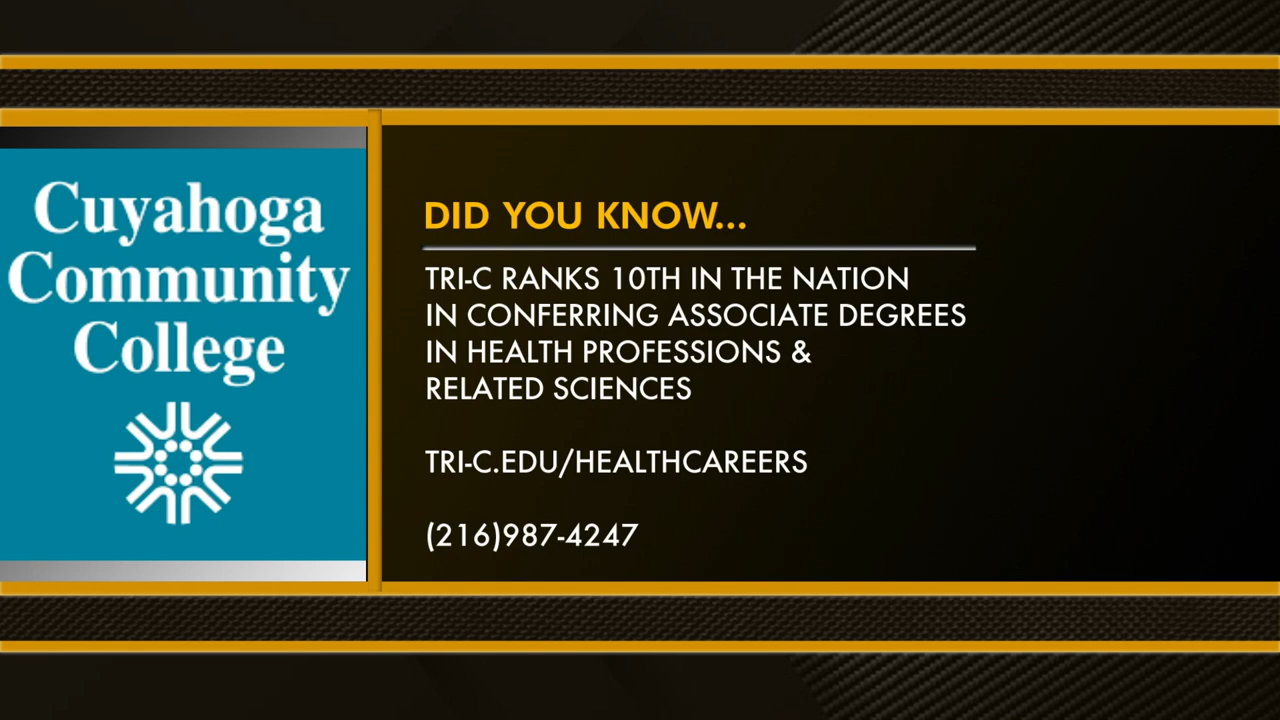 Cuyahoga
Community
College
DID YOU KNOW...
TRI-C RANKS 10TH IN THE NATION
IN CONFERRING ASSOCIATE DEGREES
IN HEALTH PROFESSIONS &
RELATED SCIENCES
TRI-C.EDU/HEALTHCAREERS
(216)987-4247